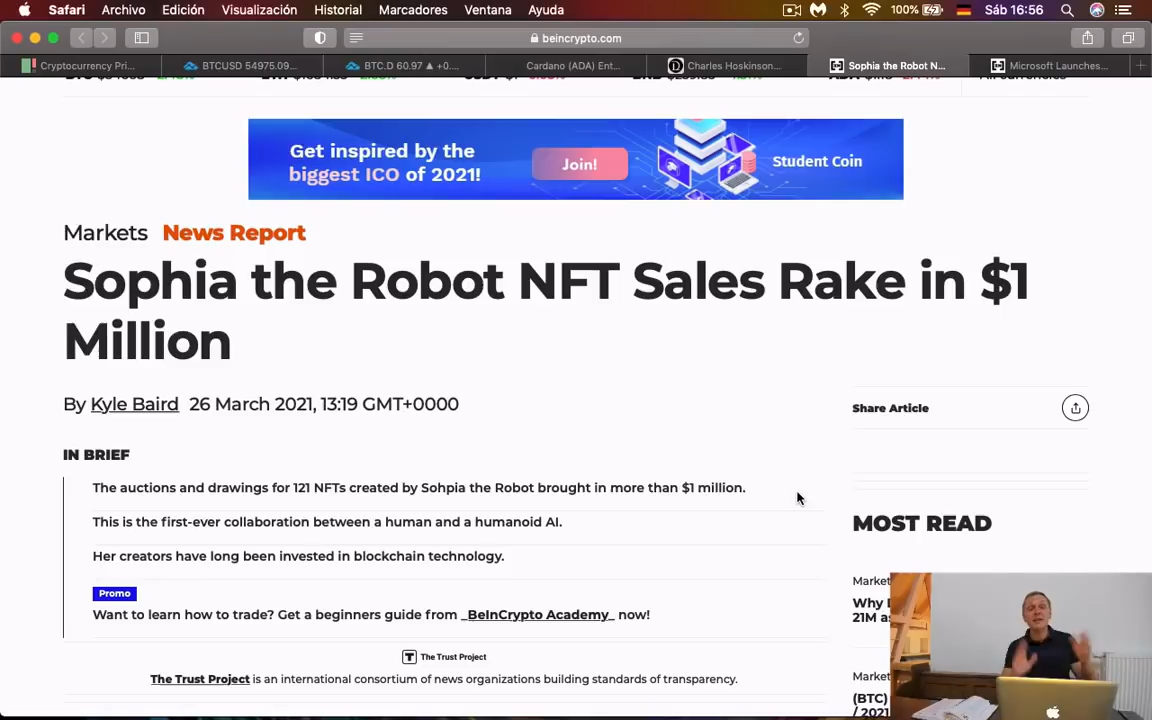 Safari Archivo Edición Visualización Historial Marcadores Ventana Ayuda 100% Sáb 16:56
beincrypto.com
Cryptocurrency Pri... BTCUSD 54975.09... BTC.D 60.97 ▲ +0.... Cardano (ADA) Ent... Charles Hoskinson... Sophia the Robot N... Microsoft Launches...
Get inspired by the
biggest ICO of 2021!
Join!
Student Coin
Markets News Report
Sophia the Robot NFT Sales Rake in $1
Million
By Kyle Baird 26 March 2021, 13:19 GMT+0000
Share Article
IN BRIEF
The auctions and drawings for 121 NFTs created by Sohpia the Robot brought in more than $1 million.
This is the first-ever collaboration between a human and a humanoid AI.
Her creators have long been invested in blockchain technology.
Promo
Want to learn how to trade? Get a beginners guide from _BeInCrypto Academy_ now!
T The Trust Project
The Trust Project is an international consortium of news organizations building standards of transparency.
MOST READ
Market
Why
21M as
Market
(BTC)
/ 2021